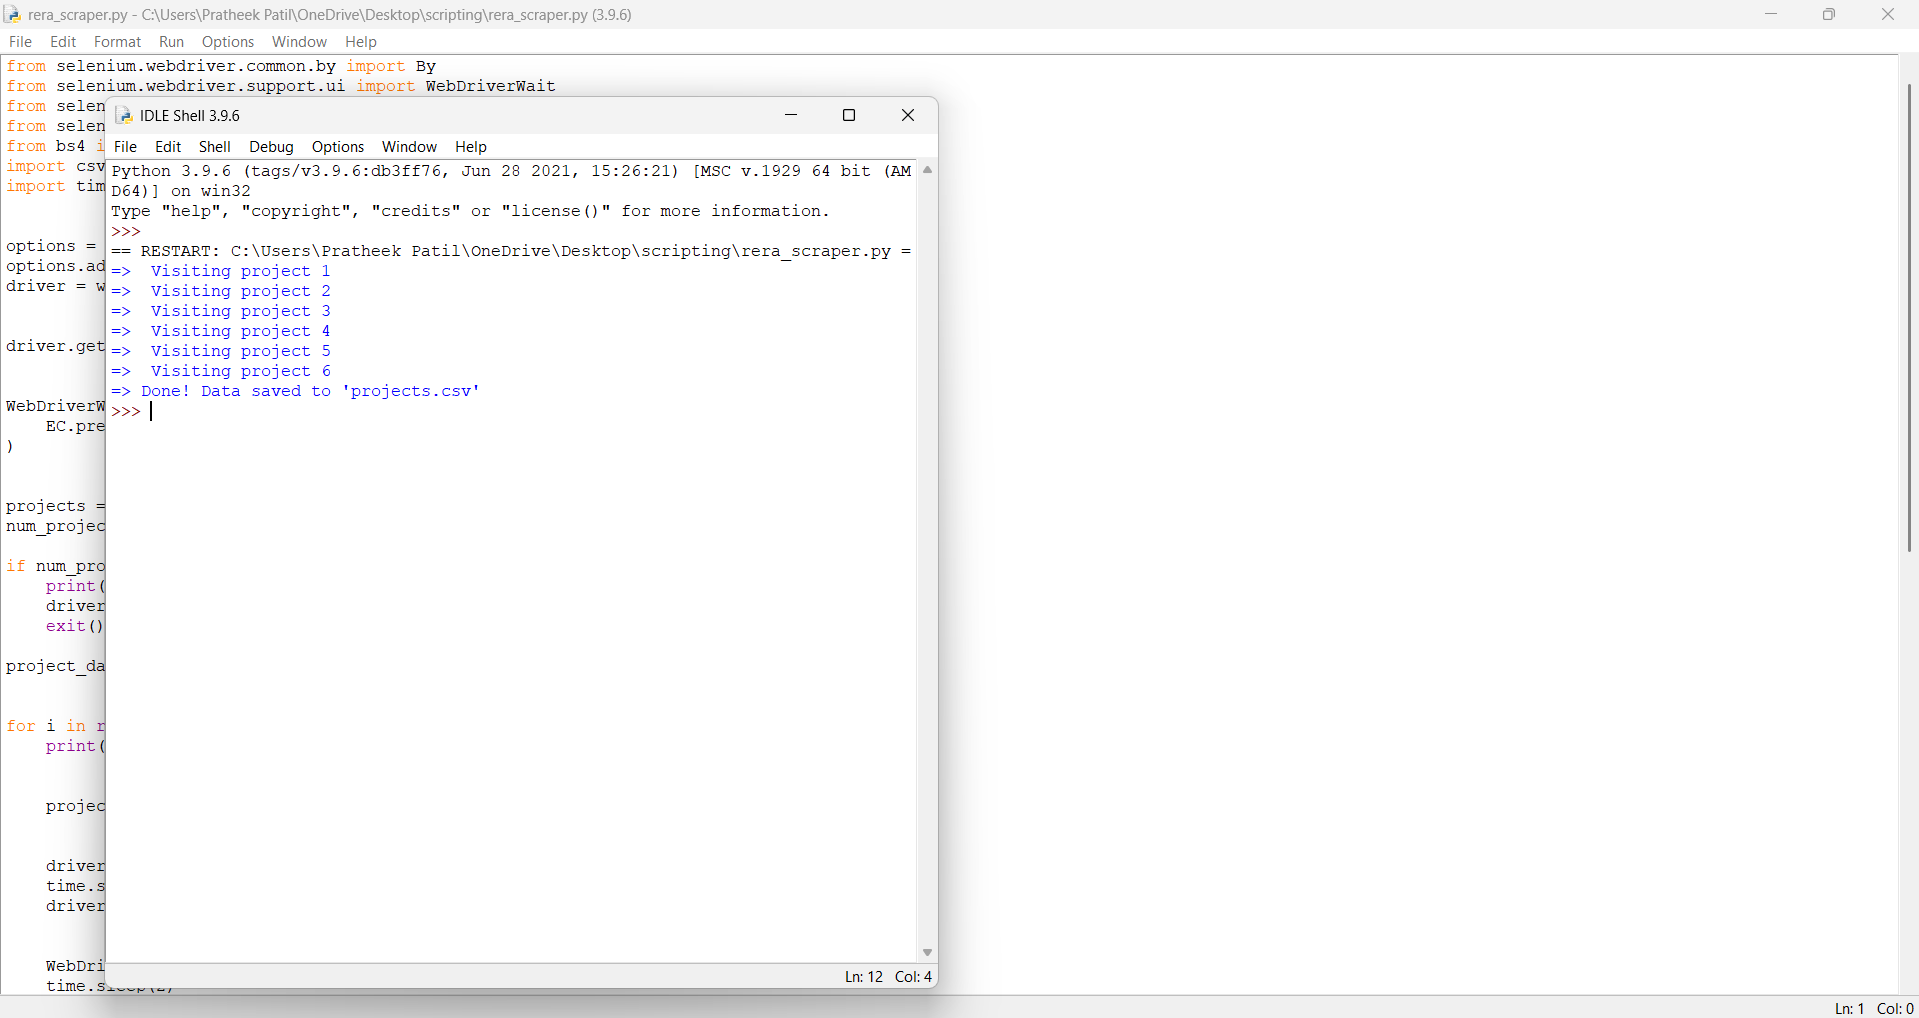 rera_scraper.py - C:\Users\Pratheek Patil\OneDrive\Desktop\scripting\rera_scraper.py (3.9.6)
File Edit Format Run Options Window Help
from selenium.webdriver.common.by import By
from selenium.webdriver.support.ui import WebDriverWait
from selen
from selen
from bs4 i
import csv
import tim
options =
options.ad
driver = w
driver.get
WebDriverW
EC.pre
)
projects =
num_projec
if num_pro
print(
driver
exit()
project_da
for i in r
print(
projec
driver
time.s
driver
WebDri
time.sleep(2)
IDLE Shell 3.9.6
File Edit Shell Debug Options Window Help
Python 3.9.6 (tags/v3.9.6:db3ff76, Jun 28 2021, 15:26:21) [MSC v.1929 64 bit (AM
D64)] on win32
Type "help", "copyright", "credits" or "license()" for more information.
>>>
== RESTART: C:\Users\Pratheek Patil\OneDrive\Desktop\scripting\rera_scraper.py =
=>  Visiting project 1
=>  Visiting project 2
=>  Visiting project 3
=>  Visiting project 4
=>  Visiting project 5
=>  Visiting project 6
=> Done! Data saved to 'projects.csv'
>>>
Ln: 12 Col: 4
Ln: 1 Col: 0